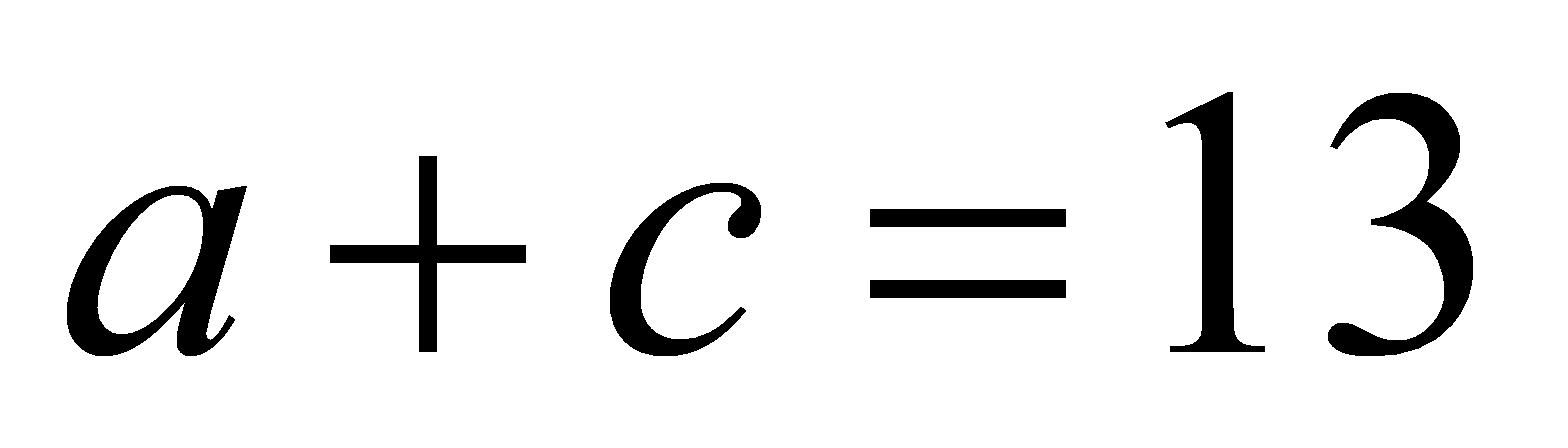 a + c = 13